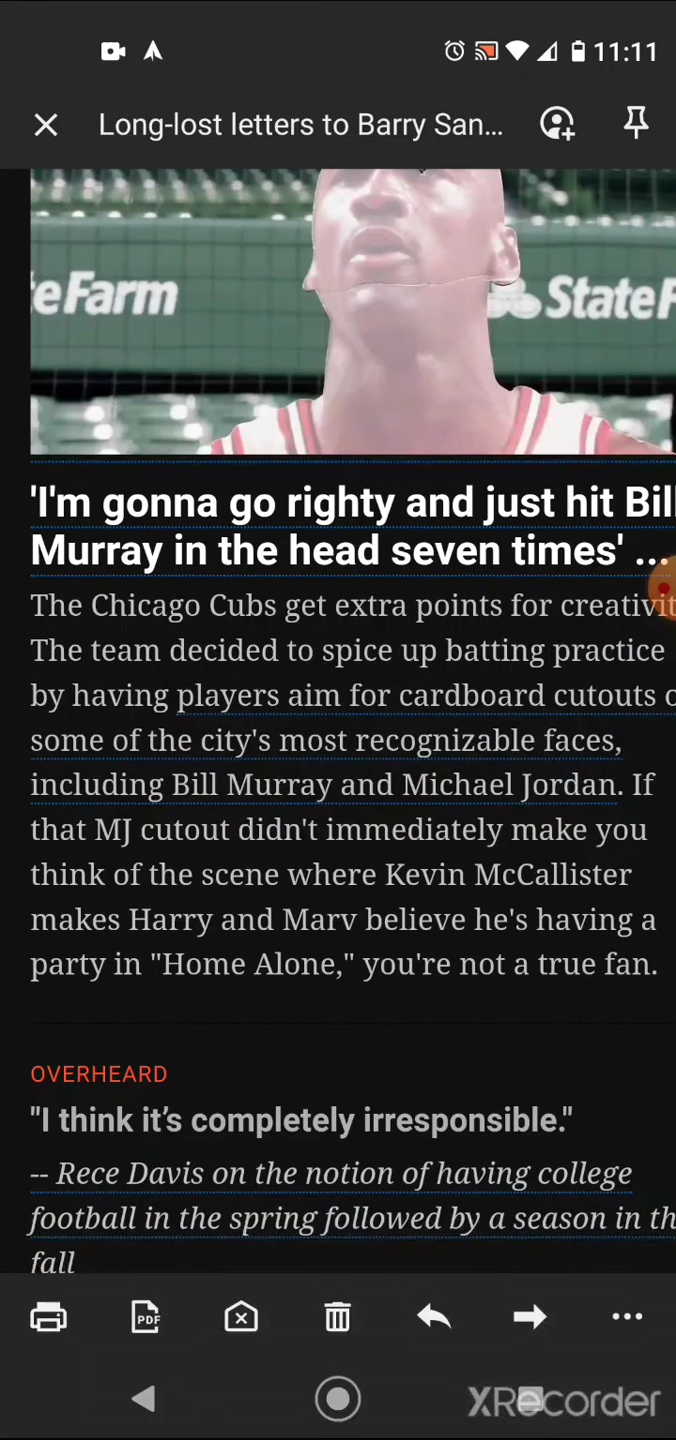 11:11
Long-lost letters to Barry San...
eFarm
StateF
'I'm gonna go righty and just hit Bil
Murray in the head seven times' ...
The Chicago Cubs get extra points for creativit
The team decided to spice up batting practice
by having players aim for cardboard cutouts o
some of the city's most recognizable faces,
including Bill Murray and Michael Jordan. If
that MJ cutout didn't immediately make you
think of the scene where Kevin McCallister
makes Harry and Marv believe he's having a
party in "Home Alone," you're not a true fan.
OVERHEARD
"I think it’s completely irresponsible."
-- Rece Davis on the notion of having college
football in the spring followed by a season in th
fall
PDF
XRecorder